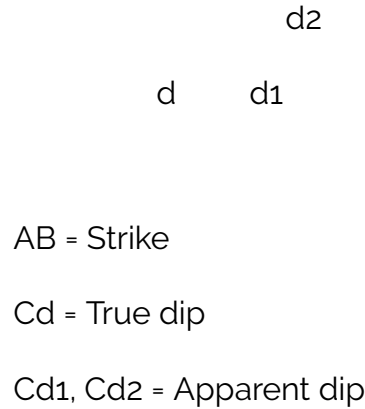 d2
d d1
AB = Strike
Cd = True dip
Cd1, Cd2 = Apparent dip